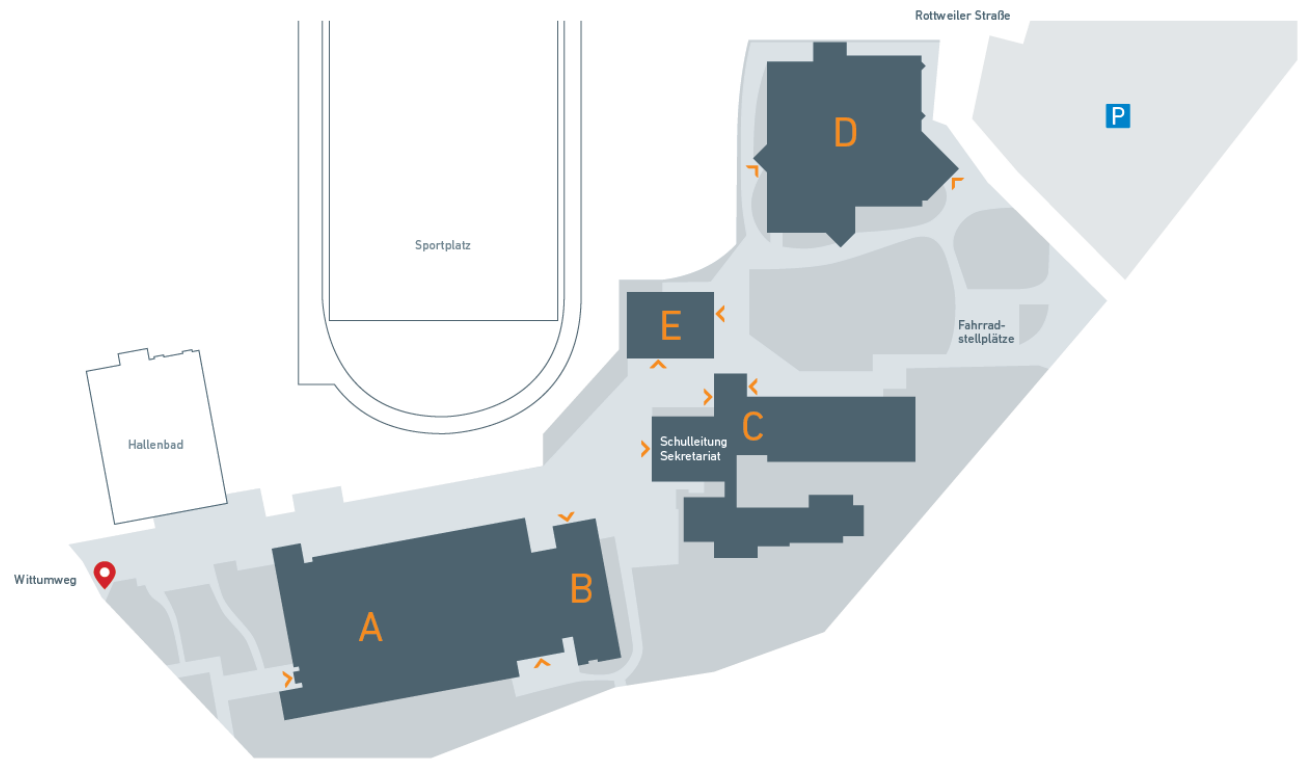 Rottweiler Straße
P
D
Sportplatz
E
Fahrrad-
stellplätze
C
Schulleitung
Sekretariat
Hallenbad
Wittumweg
B
A